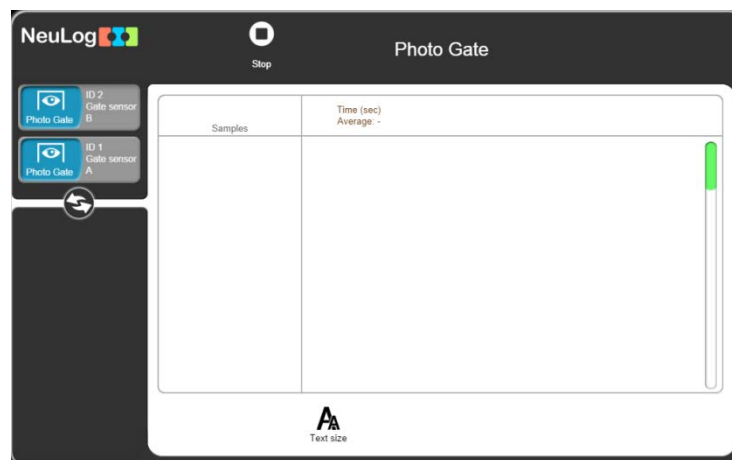 NeuLog
Stop
Photo Gate
ID 2
Gate sensor
B
Photo Gate
ID 1
Gate sensor
A
Photo Gate
Samples
Time (sec)
Average: -
Text size